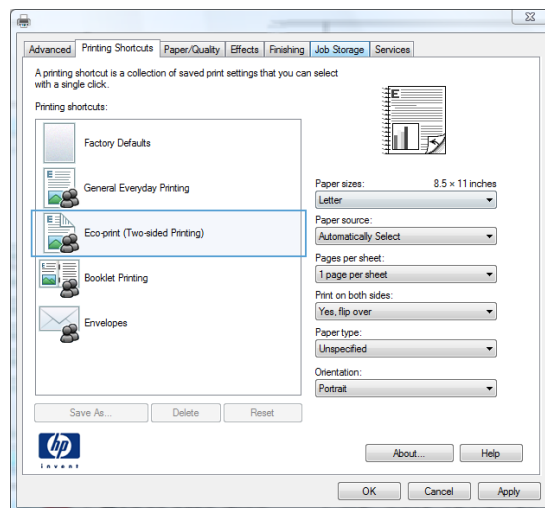 Advanced Printing Shortcuts Paper/Quality Effects Finishing Job Storage Services
A printing shortcut is a collection of saved print settings that you can select
with a single click.
Printing shortcuts:
Factory Defaults
General Everyday Printing
Eco-print (Two-sided Printing)
Booklet Printing
Envelopes
Paper sizes: 8.5 × 11 inches
Letter
Paper source:
Automatically Select
Pages per sheet:
1 page per sheet
Print on both sides:
Yes, flip over
Paper type:
Unspecified
Orientation:
Portrait
Save As... Delete Reset
hp
invent
About... Help
OK Cancel Apply